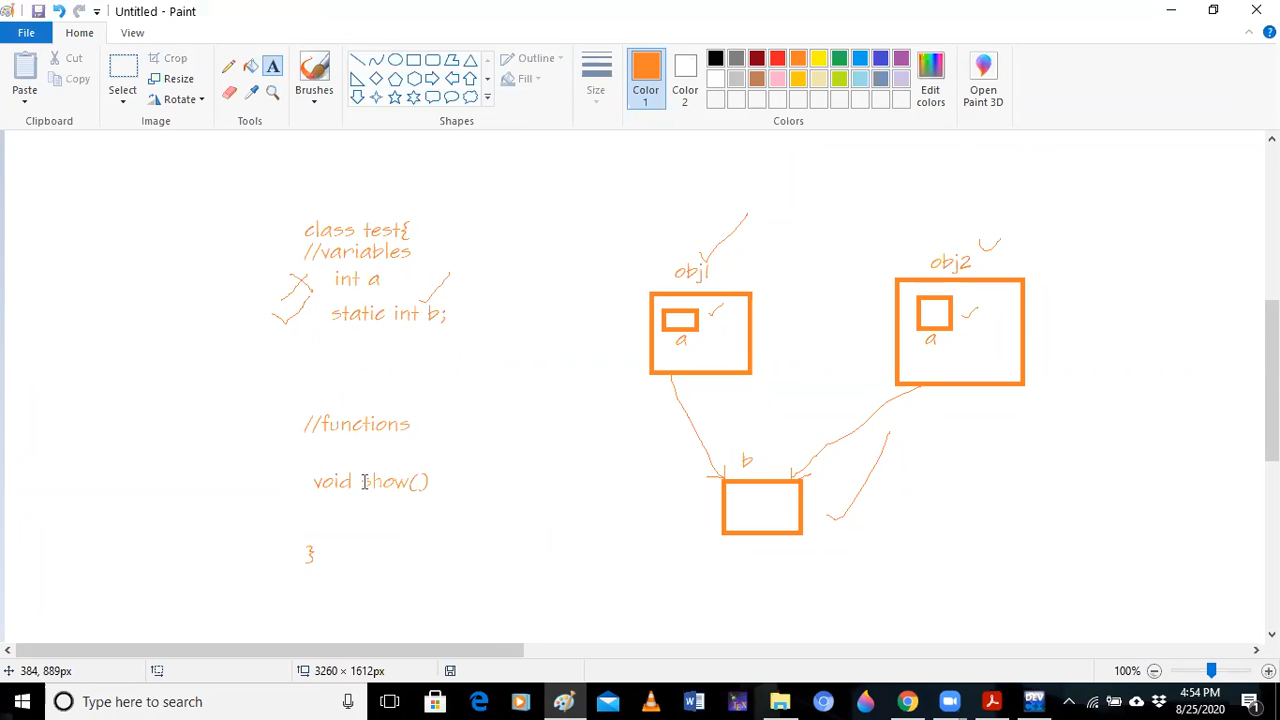 Untitled - Paint
File
Home
View
Paste
Cut
Copy
Clipboard
Select
Crop
Resize
Rotate
Image
A
Tools
Brushes
Shapes
Outline
Fill
Size
Color 1
Color 2
Edit colors
Open Paint 3D
Colors
class test{
//variables
int a
static int b;
//functions
void show()
}
obj1
a
obj2
a
b
384, 889px
3260 × 1612px
100%
Type here to search
DEV
4:54 PM
8/25/2020
1